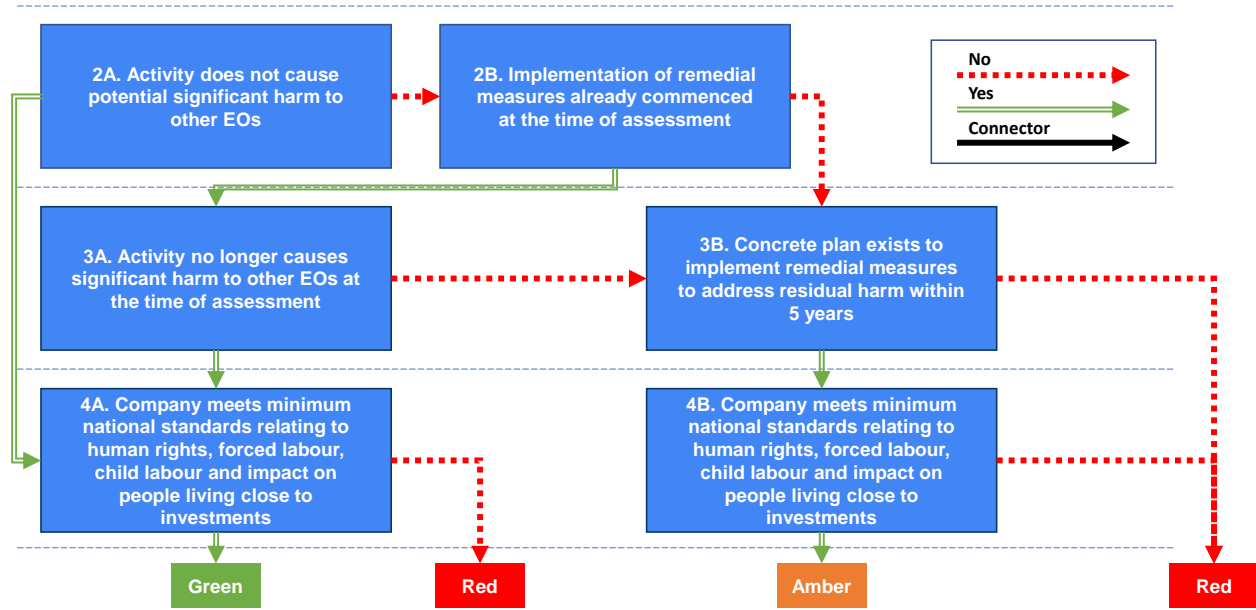 2A. Activity does not cause
potential significant harm to
other EOs
2B. Implementation of remedial
measures already commenced
at the time of assessment
No
Yes
Connector
3A. Activity no longer causes
significant harm to other EOs at
the time of assessment
3B. Concrete plan exists to
implement remedial measures
to address residual harm within
5 years
4A. Company meets minimum
national standards relating to
human rights, forced labour,
child labour and impact on
people living close to
investments
4B. Company meets minimum
national standards relating to
human rights, forced labour,
child labour and impact on
people living close to
investments
Green
Red
Amber
Red